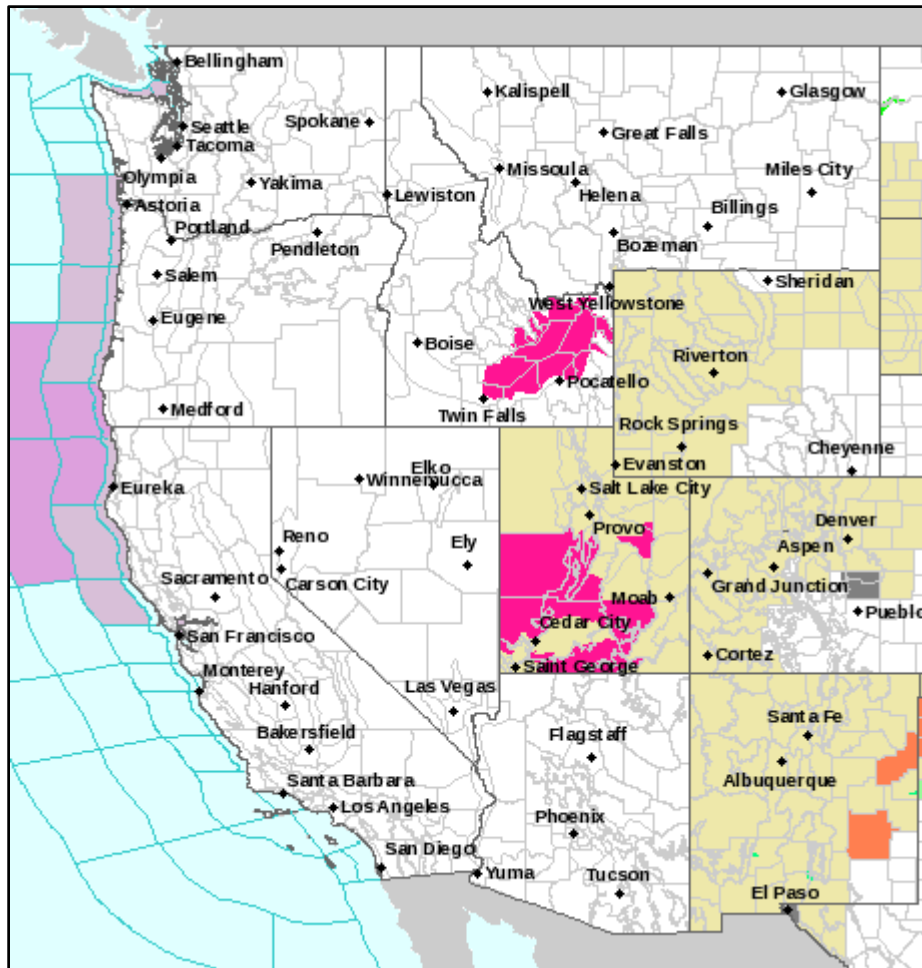 Bellingham
Kalispell
Glasgow
Seattle
Spokane
Great Falls
Tacoma
Olympia
Missoula
Miles City
Yakima
Lewiston
Helena
Astoria
Billings
Portland
Pendleton
Bozeman
Salem
Sheridan
West Yellowstone
Eugene
Boise
Riverton
Pocatello
Medford
Twin Falls
Rock Springs
Cheyenne
Elko
Evanston
Winnemucca
Eureka
Salt Lake City
Provo
Denver
Reno
Ely
Aspen
Carson City
Grand Junction
Sacramento
Moab
Pueblo
Cedar City
San Francisco
Cortez
Saint George
Monterey
Hanford
Las Vegas
Santa Fe
Bakersfield
Flagstaff
Albuquerque
Santa Barbara
Los Angeles
Phoenix
San Diego
Yuma
Tucson
El Paso